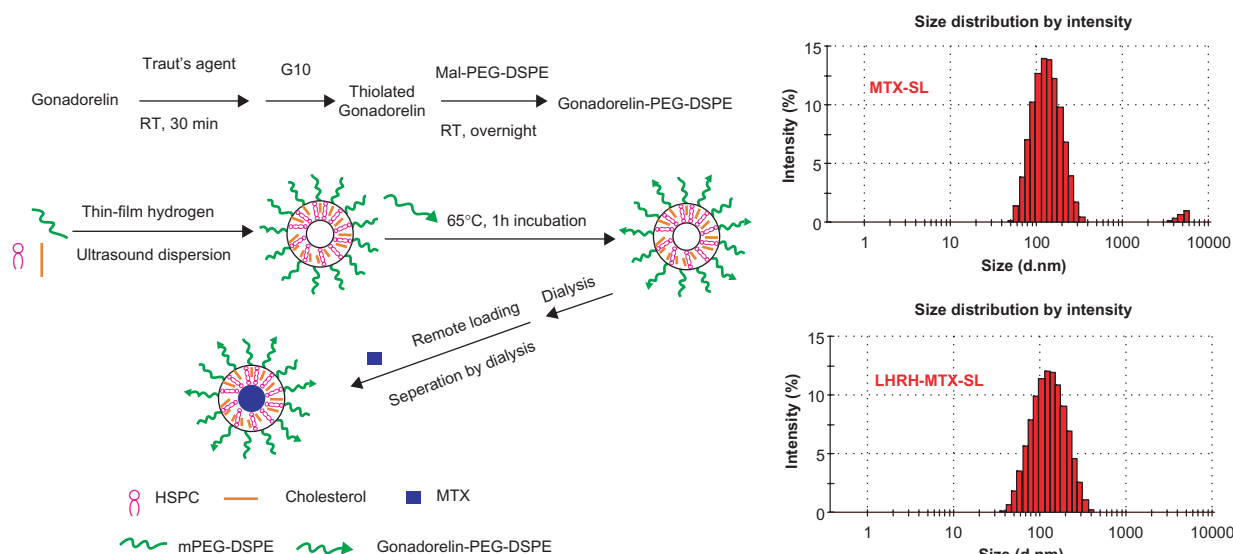 Traut's agent
G10
Mal-PEG-DSPE
Gonadorelin
Thiolated
Gonadorelin
Gonadorelin-PEG-DSPE
RT, 30 min
RT, overnight
Thin-film hydrogen
Ultrasound dispersion
65°C, 1h incubation
Dialysis
Remote loading
Seperation by dialysis
HSPC
Cholesterol
MTX
mPEG-DSPE
Gonadorelin-PEG-DSPE
Size distribution by intensity
MTX-SL
Intensity (%)
15
10
5
0
1 10 100 1000 10000
Size (d.nm)
Size distribution by intensity
LHRH-MTX-SL
Intensity (%)
15
10
5
0
1 10 100 1000 10000
Size (d.nm)